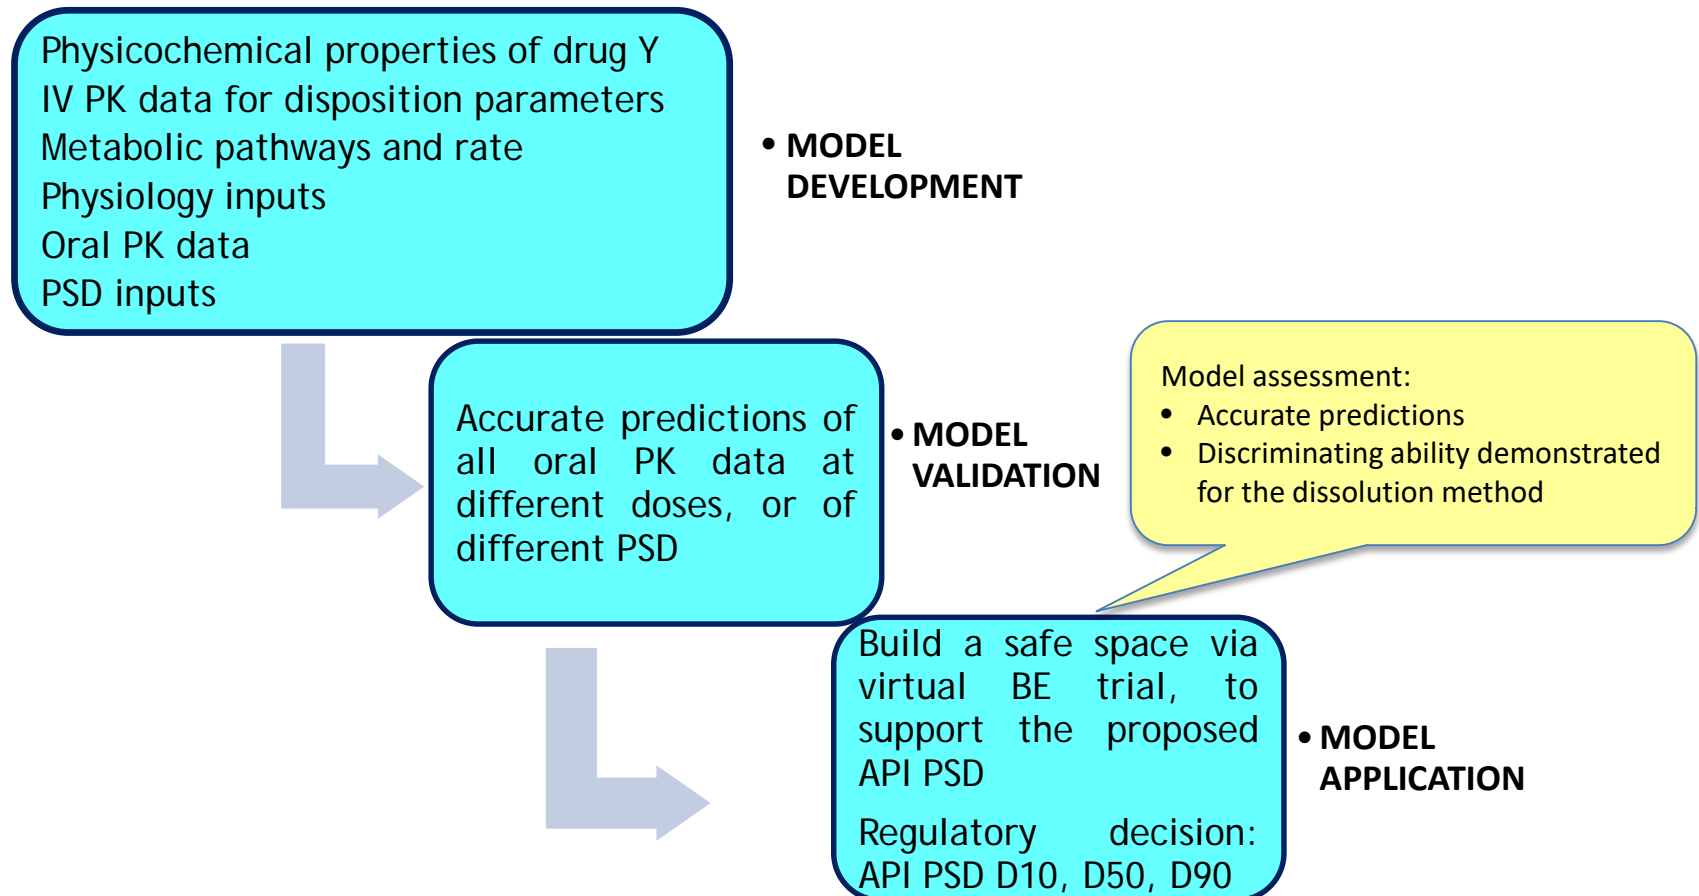 Physicochemical properties of drug Y
IV PK data for disposition parameters
Metabolic pathways and rate
Physiology inputs
Oral PK data
PSD inputs
• MODEL
DEVELOPMENT
Accurate predictions of
all oral PK data at
different doses, or of
different PSD
• MODEL
VALIDATION
Model assessment:
• Accurate predictions
• Discriminating ability demonstrated
for the dissolution method
Build a safe space via
virtual BE trial, to
support the proposed
API PSD
Regulatory decision:
API PSD D10, D50, D90
• MODEL
APPLICATION